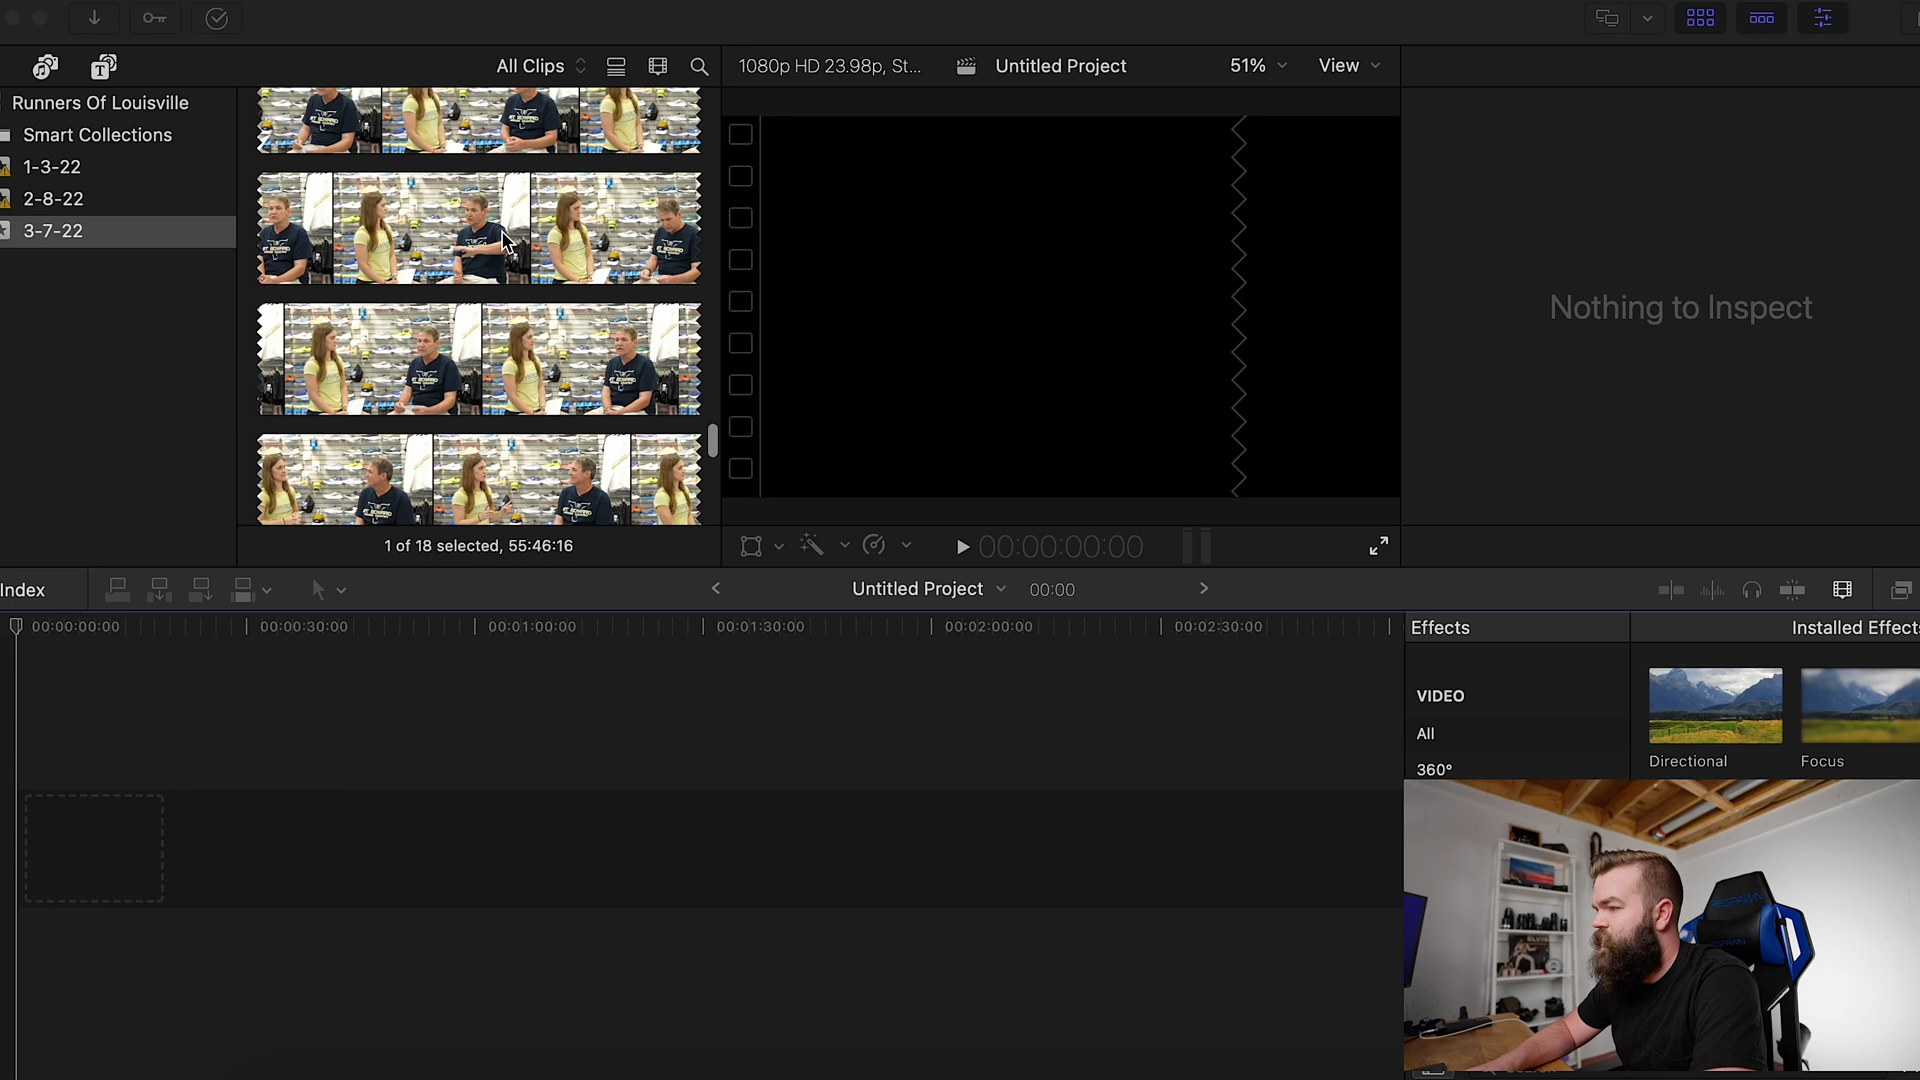 All Clips
1080p HD 23.98p, St...
Untitled Project
51%
View
Runners Of Louisville
Smart Collections
1-3-22
2-8-22
3-7-22
Nothing to Inspect
1 of 18 selected, 55:46:16
00:00:00:00
Index
Untitled Project
00:00
00:00:00:00
00:00:30:00
00:01:00:00
00:01:30:00
00:02:00:00
00:02:30:00
Effects
Installed Effects
VIDEO
All
360°
Directional
Focus
RESPAWN